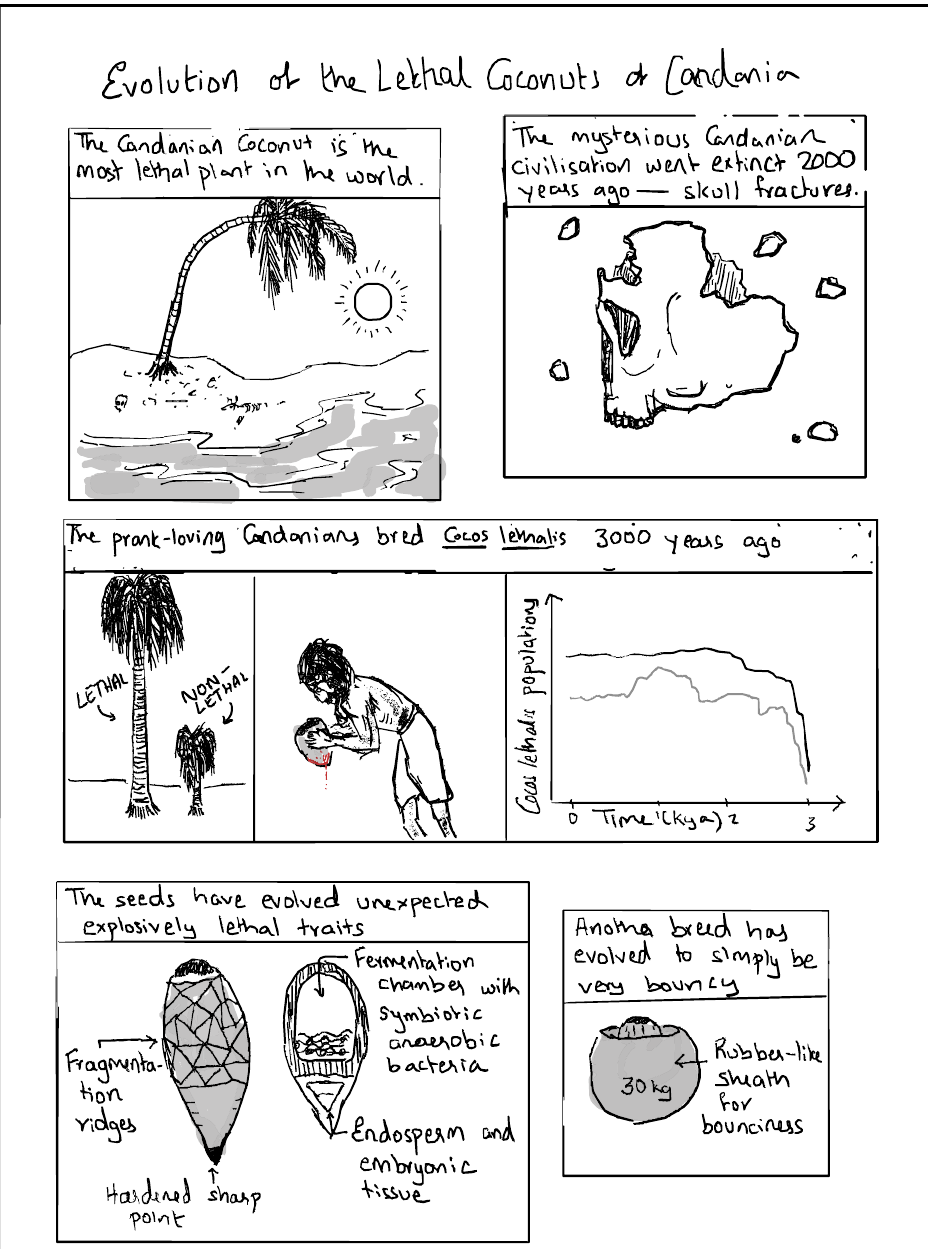 Evolution of the Lethal Coconuts of Candania
The Candanian Coconut is the
most lethal plant in the world.
The mysterious Candanian
civilisation went extinct 2000
years ago — skull fractures.
The prank-loving Candanians bred Cocos lethalis 3000 years ago
LETHAL
NON-
LETHAL
Cocos lethalis populations
0 Time (kya) 2 3
The seeds have evolved unexpected
explosively lethal traits
Fragmenta-
tion
ridges
Hardened sharp
point
Fermentation
chamber with
symbiotic
anaerobic
bacteria
Endosperm and
embryonic
tissue
Another breed has
evolved to simply be
very bouncy
30kg
Rubber-like
sheath
for
bounciness